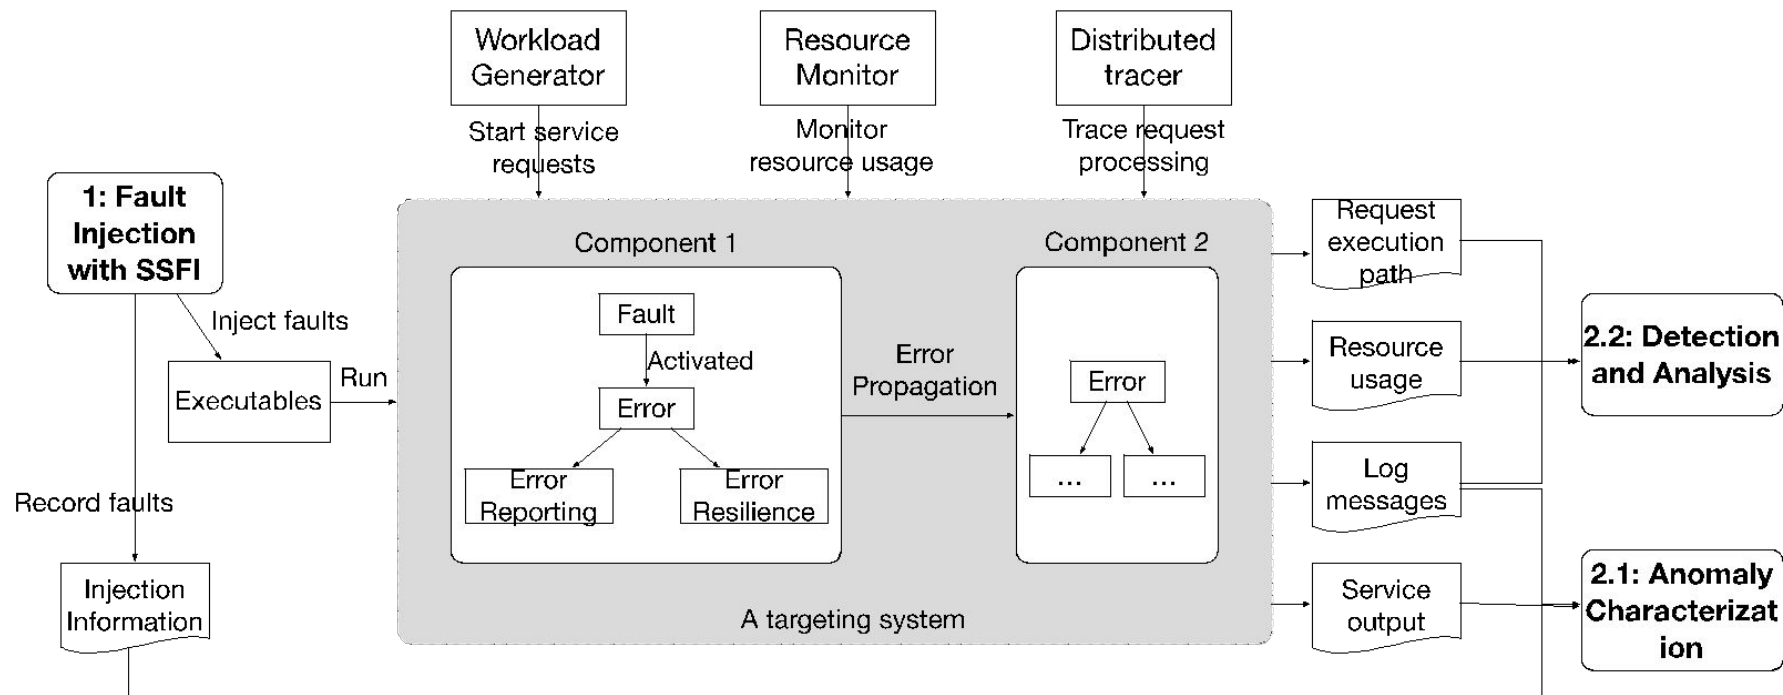 Workload
Generator
Resource
Monitor
Distributed
tracer
Start service
requests
Monitor
resource usage
Trace request
processing
1: Fault
Injection
with SSFI
Inject faults
Executables
Run
Record faults
Injection
Information
Component 1
Fault
Activated
Error
Error
Reporting
Error
Resilience
Error
Propagation
Component 2
Error
...
...
A targeting system
Request
execution
path
Resource
usage
Log
messages
Service
output
2.2: Detection
and Analysis
2.1: Anomaly
Characterizat
ion